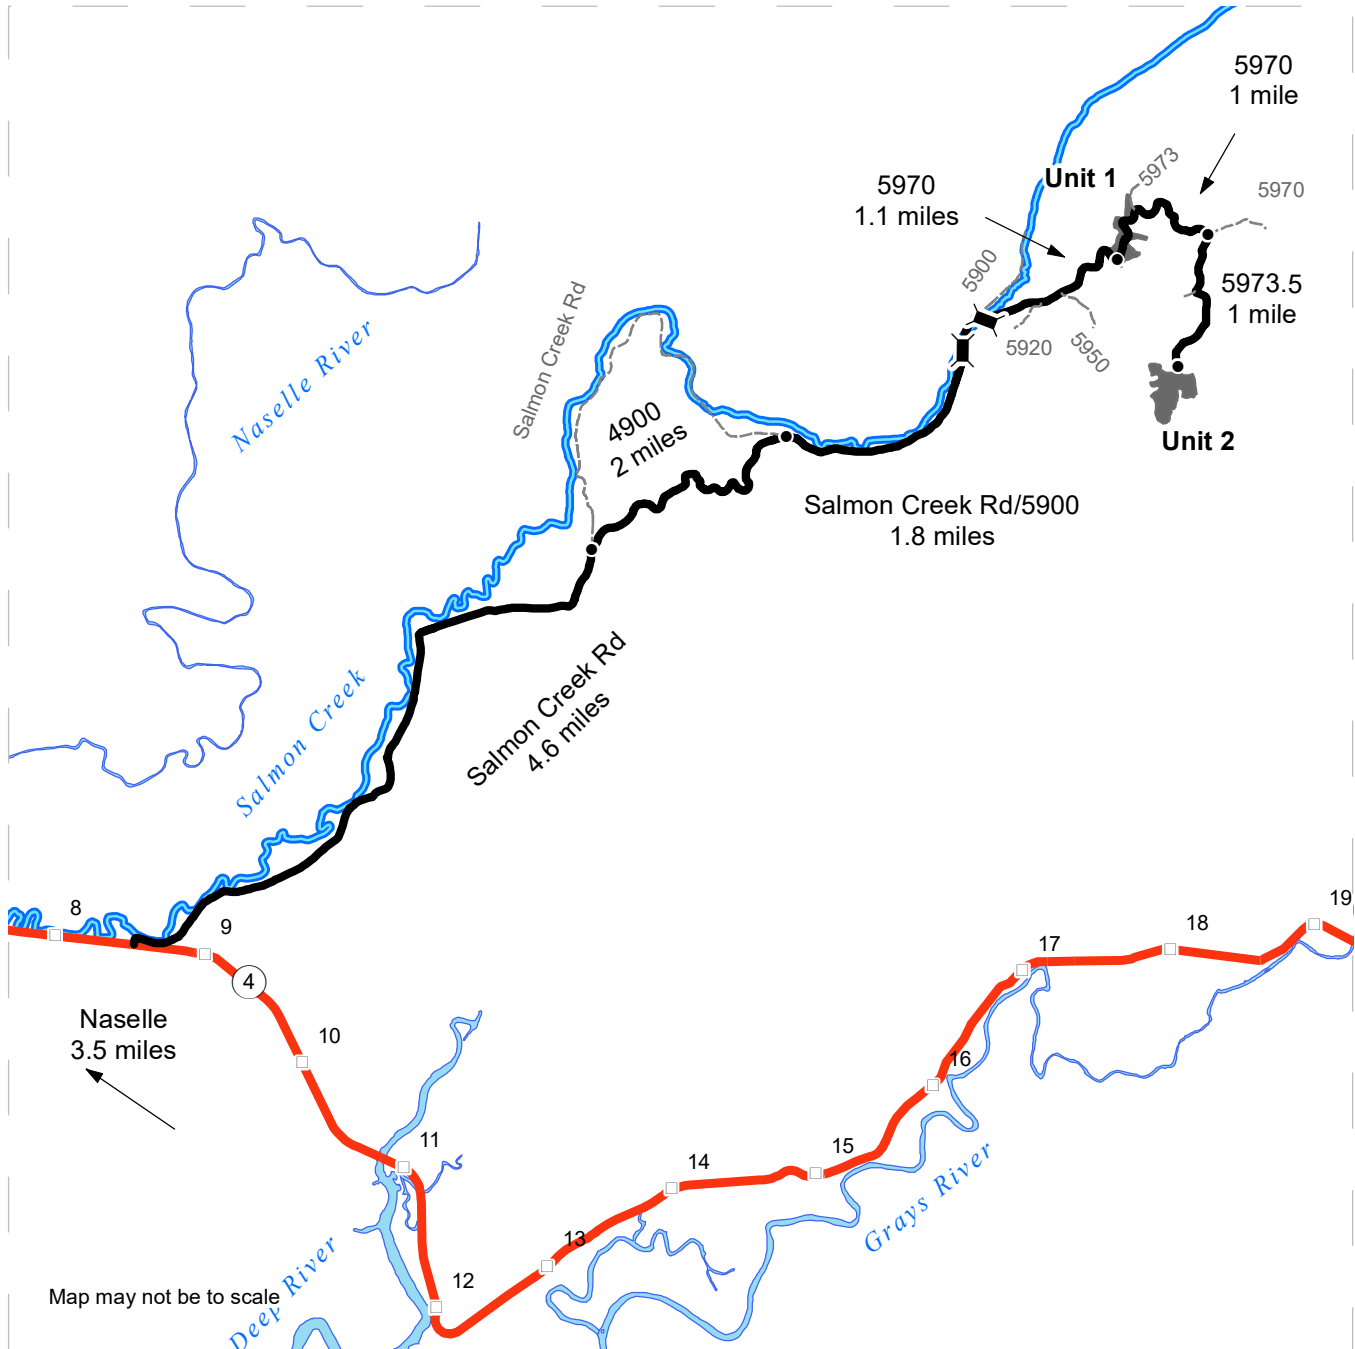 5970
1 mile
5973
Unit 1
5970
1.1 miles
5970
5900
5973.5
1 mile
Salmon Creek Rd
Naselle River
5920
5950
4900
2 miles
Unit 2
Salmon Creek Rd/5900
1.8 miles
Salmon Creek Rd
4.6 miles
Salmon Creek
8
9
19
18
17
4
Naselle
3.5 miles
10
16
11
15
14
Grays River
13
12
Deep River
Map may not be to scale